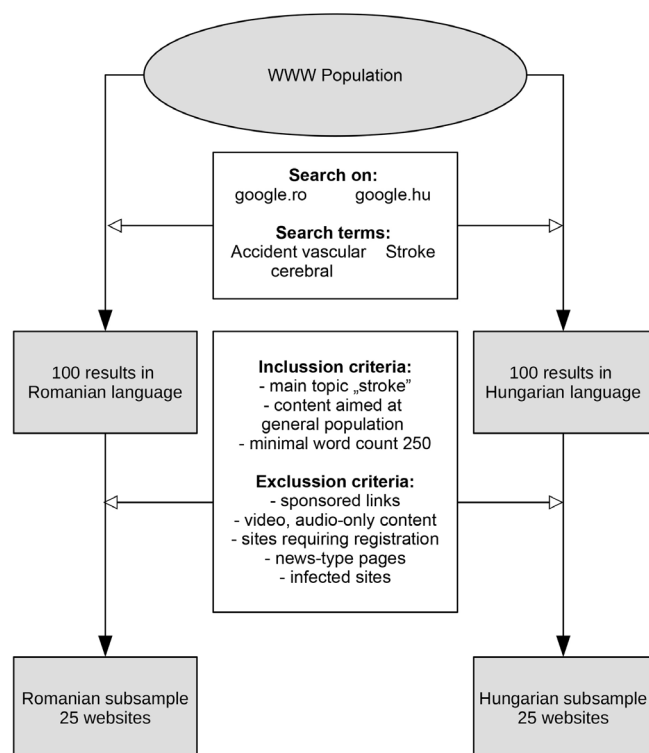 WWW Population
Search on:
google.ro google.hu
Search terms:
Accident vascular Stroke
cerebral
100 results in
Romanian language
Inclussion criteria:
- main topic „stroke”
- content aimed at
general population
- minimal word count 250
Exclussion criteria:
- sponsored links
- video, audio-only content
- sites requiring registration
- news-type pages
- infected sites
100 results in
Hungarian language
Romanian subsample
25 websites
Hungarian subsample
25 websites